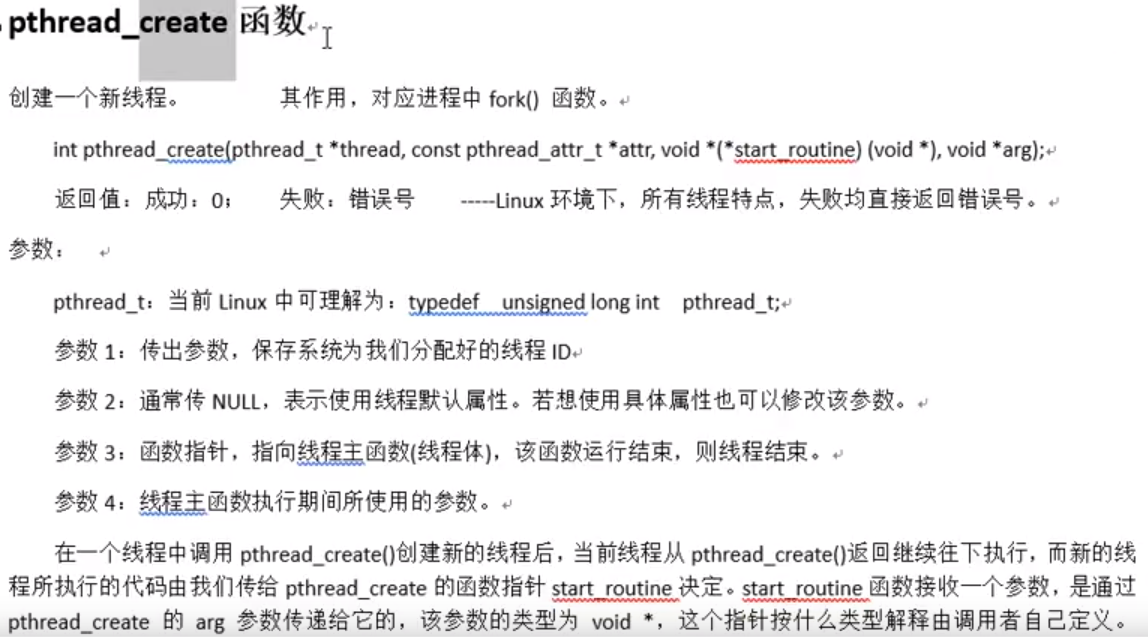 pthread_create 函数
创建一个新线程。 其作用，对应进程中 fork() 函数。
int pthread_create(pthread_t *thread, const pthread_attr_t *attr, void *(*start_routine) (void *), void *arg);
返回值：成功：0； 失败：错误号 -----Linux 环境下，所有线程特点，失败均直接返回错误号。
参数：
pthread_t：当前 Linux 中可理解为：typedef unsigned long int pthread_t;
参数 1：传出参数，保存系统为我们分配好的线程 ID
参数 2：通常传 NULL，表示使用线程默认属性。若想使用具体属性也可以修改该参数。
参数 3：函数指针，指向线程主函数(线程体)，该函数运行结束，则线程结束。
参数 4：线程主函数执行期间所使用的参数。
在一个线程中调用 pthread_create()创建新的线程后，当前线程从 pthread_create()返回继续往下执行，而新的线
程所执行的代码由我们传给 pthread_create 的函数指针 start_routine 决定。start_routine 函数接收一个参数，是通过
pthread_create 的 arg 参数传递给它的，该参数的类型为 void *，这个指针按什么类型解释由调用者自己定义。